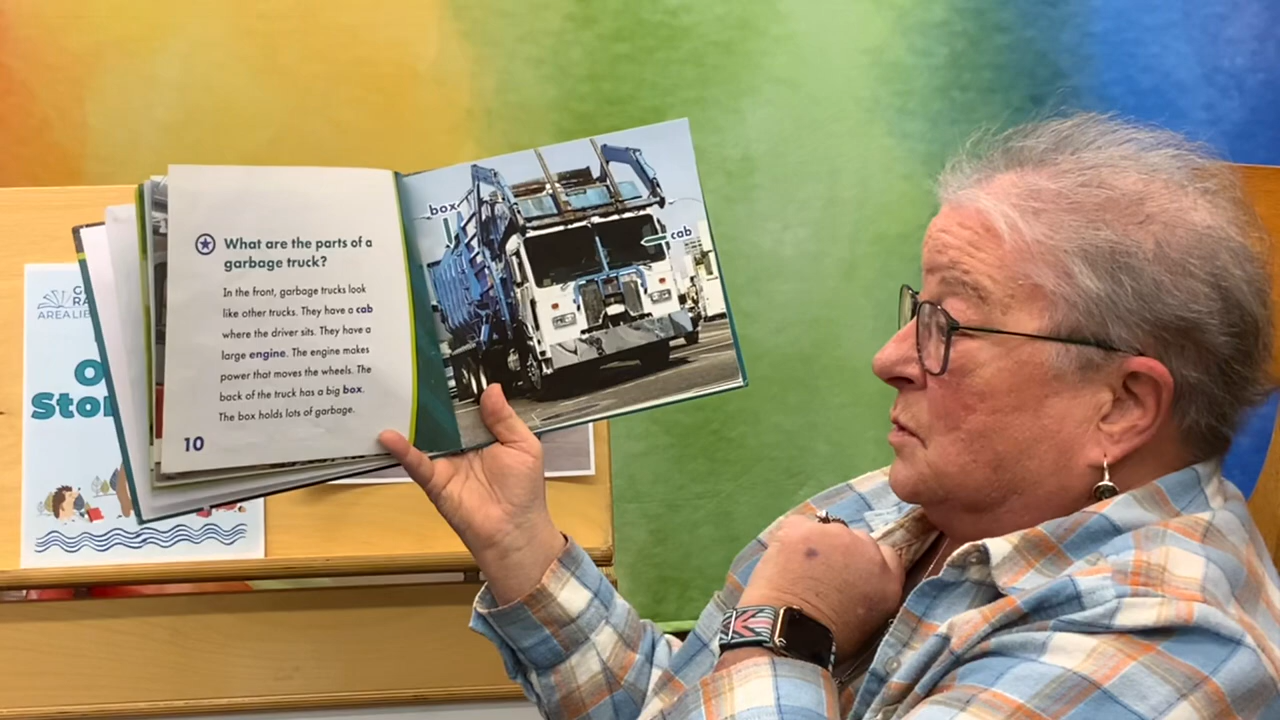 What are the parts of a
garbage truck?
In the front, garbage trucks look
like other trucks. They have a cab
where the driver sits. They have a
large engine. The engine makes
power that moves the wheels. The
back of the truck has a big box.
The box holds lots of garbage.
10
box
cab
AREA